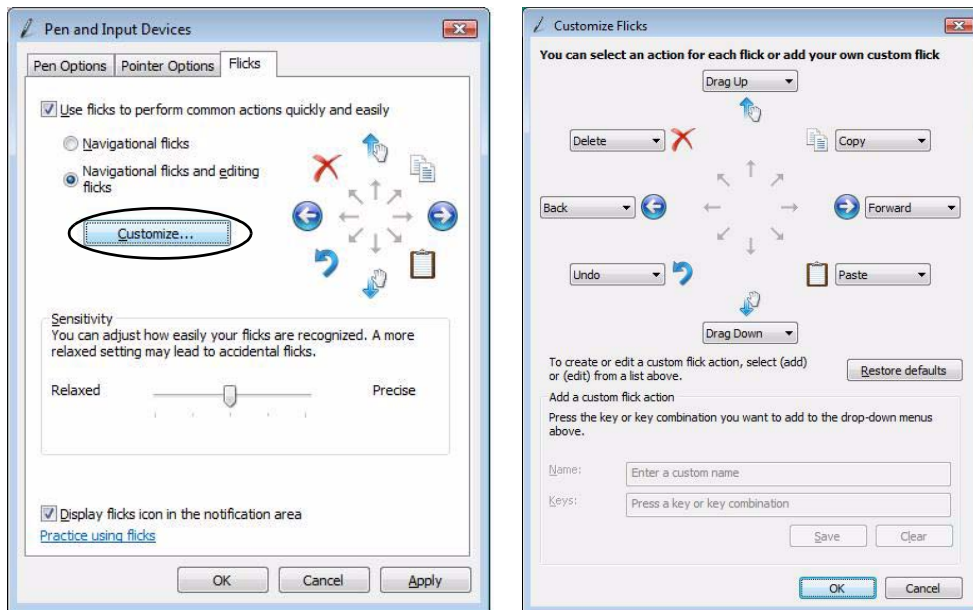 Pen and Input Devices
Pen Options
Pointer Options
Flicks
Use flicks to perform common actions quickly and easily
Navigational flicks
Navigational flicks and editing
flicks
Customize...
Sensitivity
You can adjust how easily your flicks are recognized. A more
relaxed setting may lead to accidental flicks.
Relaxed
Precise
Display flicks icon in the notification area
Practice using flicks
OK
Cancel
Apply
Customize Flicks
You can select an action for each flick or add your own custom flick
Drag Up
Delete
Copy
Back
Forward
Undo
Paste
Drag Down
To create or edit a custom flick action, select (add)
or (edit) from a list above.
Restore defaults
Add a custom flick action
Press the key or key combination you want to add to the drop-down menus
above.
Name:
Enter a custom name
Keys:
Press a key or key combination
Save
Clear
OK
Cancel